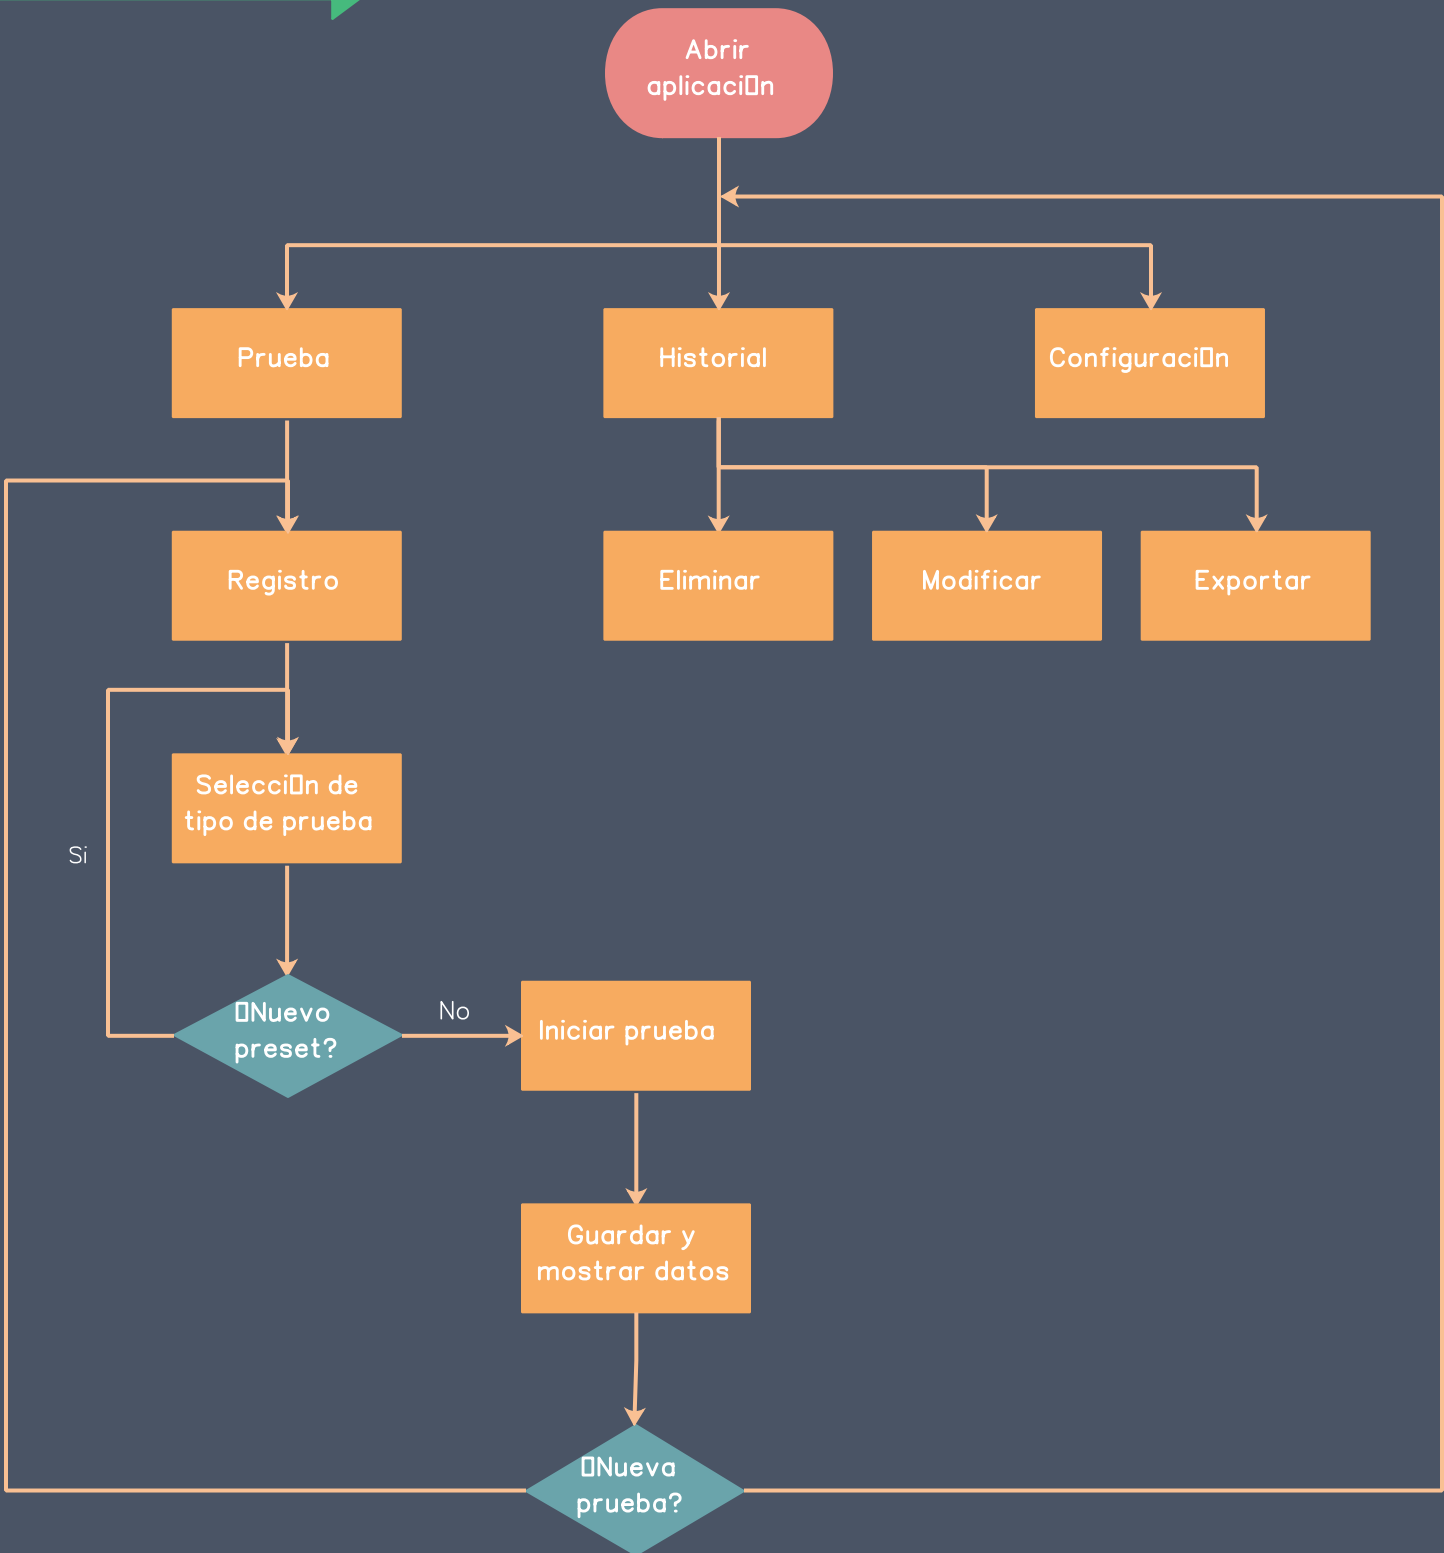 Abrir
aplicaci▯n
Prueba
Historial
Configuraci▯n
Registro
Eliminar
Modificar
Exportar
Selecci▯n de
tipo de prueba
Si
▯Nuevo
preset?
No
Iniciar prueba
Guardar y
mostrar datos
▯Nueva
prueba?